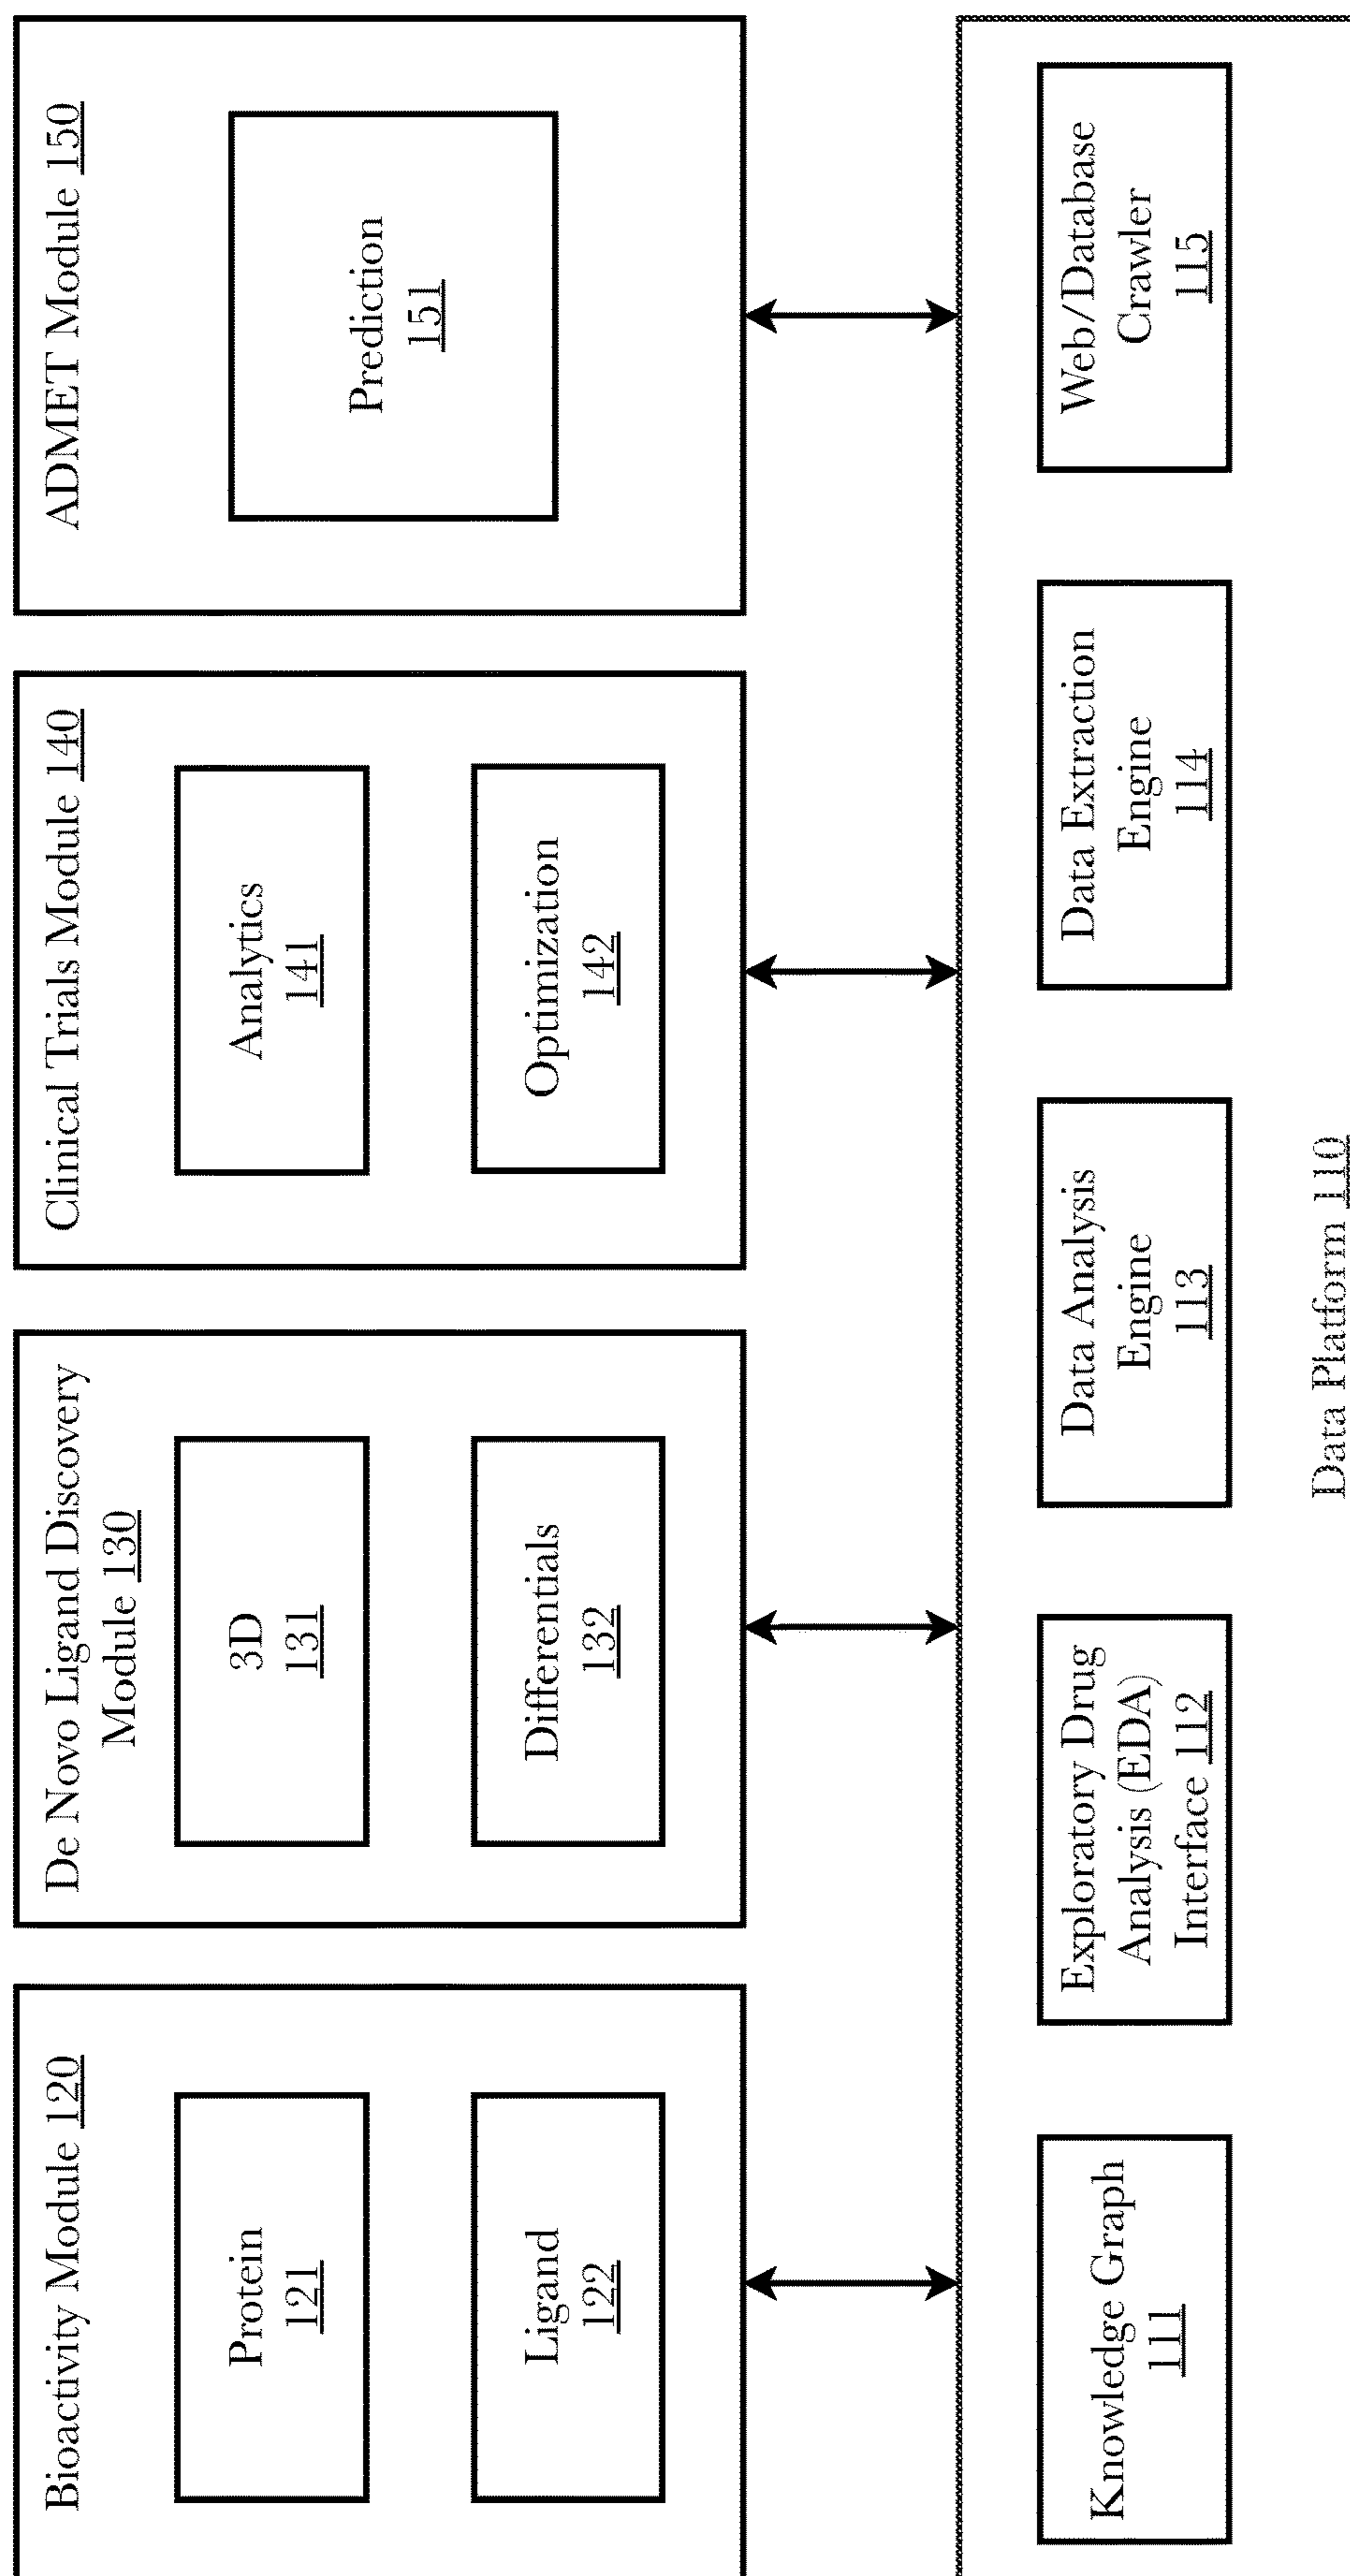 Bioactivity Module 120
Protein
121
Ligand
122
De Novo Ligand Discovery
Module 130
3D
131
Differentials
132
Clinical Trials Module 140
Analytics
141
Optimization
142
ADMET Module 150
Prediction
151
Knowledge Graph
111
Exploratory Drug
Analysis (EDA)
Interface 112
Data Analysis
Engine
113
Data Extraction
Engine
114
Web/Database
Crawler
115
Data Platform 110